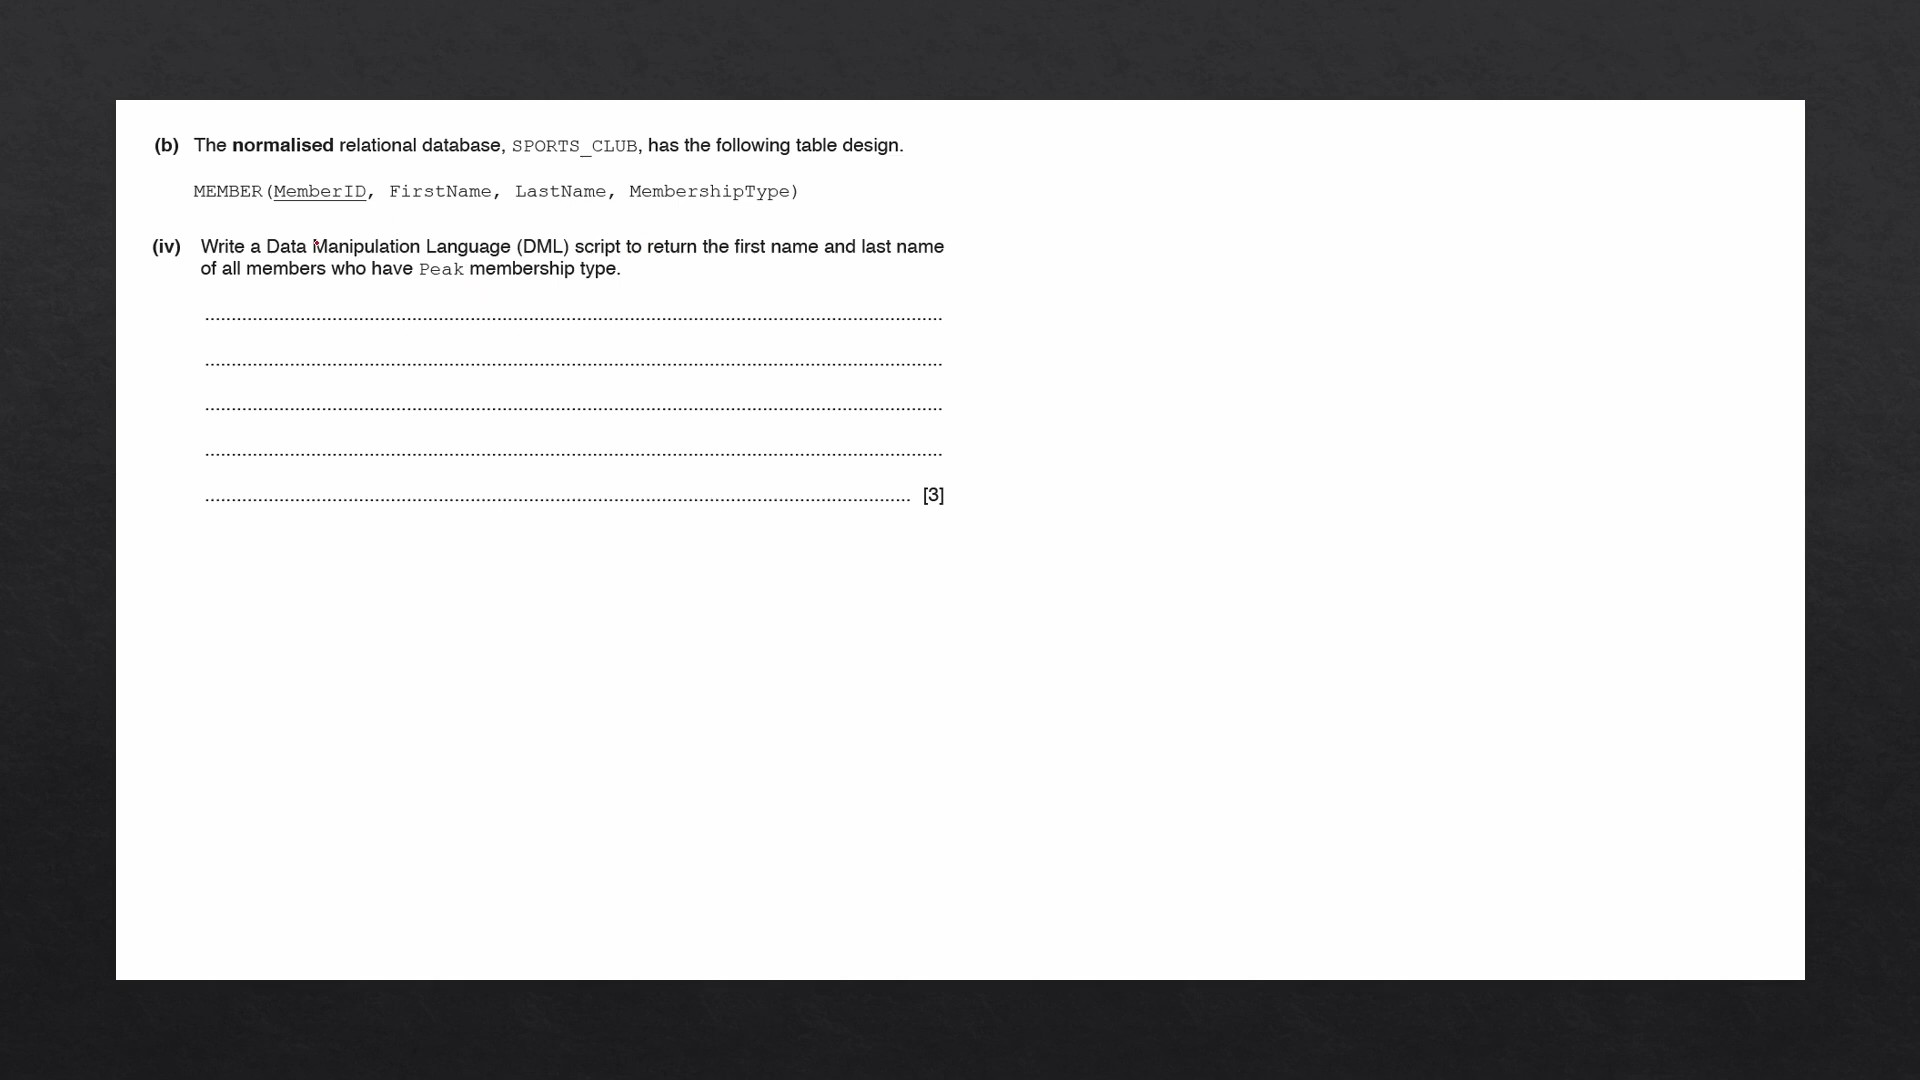 (b) The normalised relational database, SPORTS_CLUB, has the following table design.
MEMBER(MemberID, FirstName, LastName, MembershipType)
(iv) Write a Data Manipulation Language (DML) script to return the first name and last name
of all members who have Peak membership type.
[3]